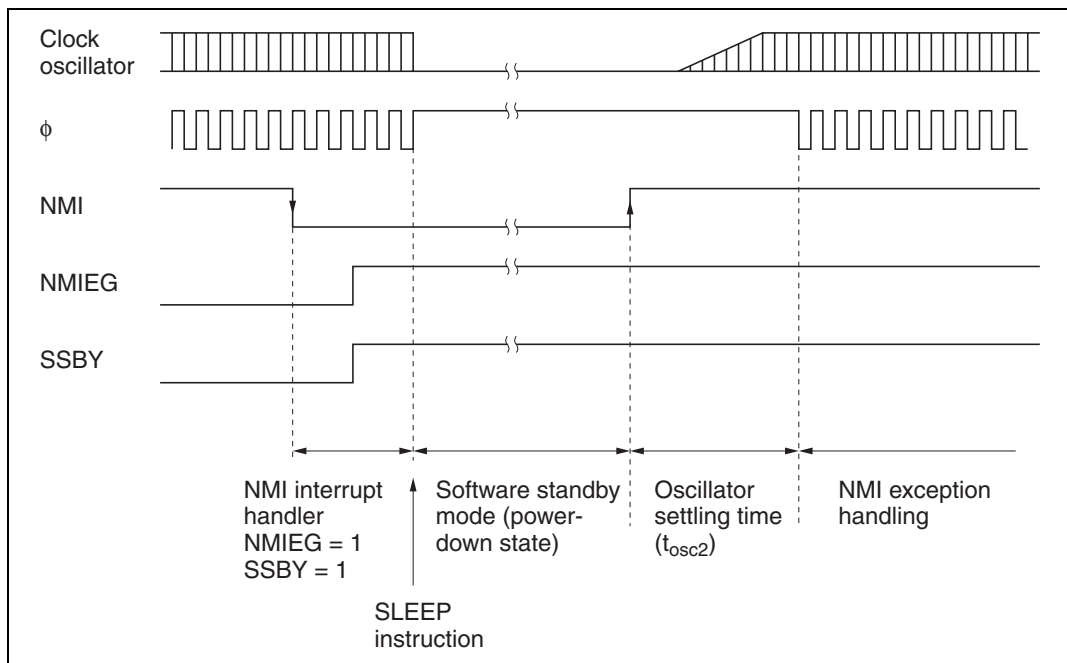 Clock
oscillator
ϕ
NMI
NMIEG
SSBY
NMI interrupt
handler
NMIEG = 1
SSBY = 1
Software standby
mode (power-
down state)
Oscillator
settling time
(tosc2)
NMI exception
handling
SLEEP
instruction